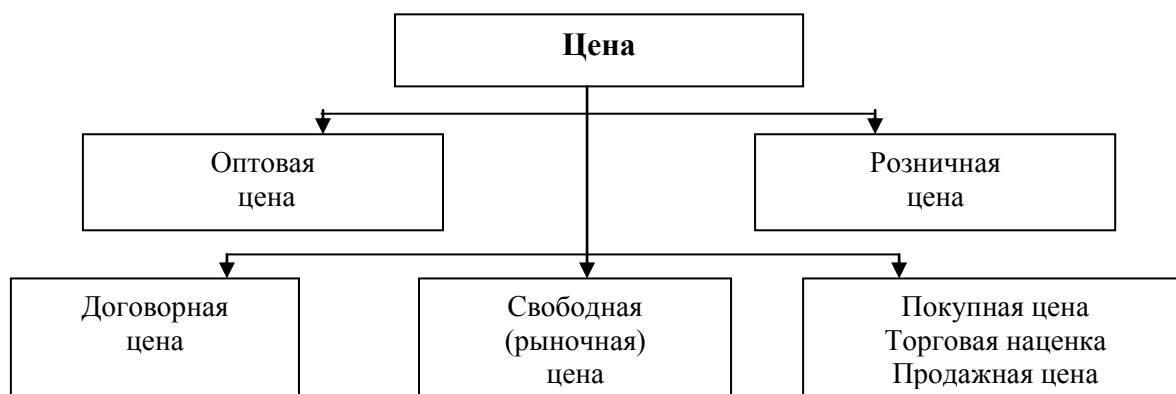 Цена
Оптовая
цена
Розничная
цена
Договорная
цена
Свободная
(рыночная)
цена
Покупная цена
Торговая наценка
Продажная цена